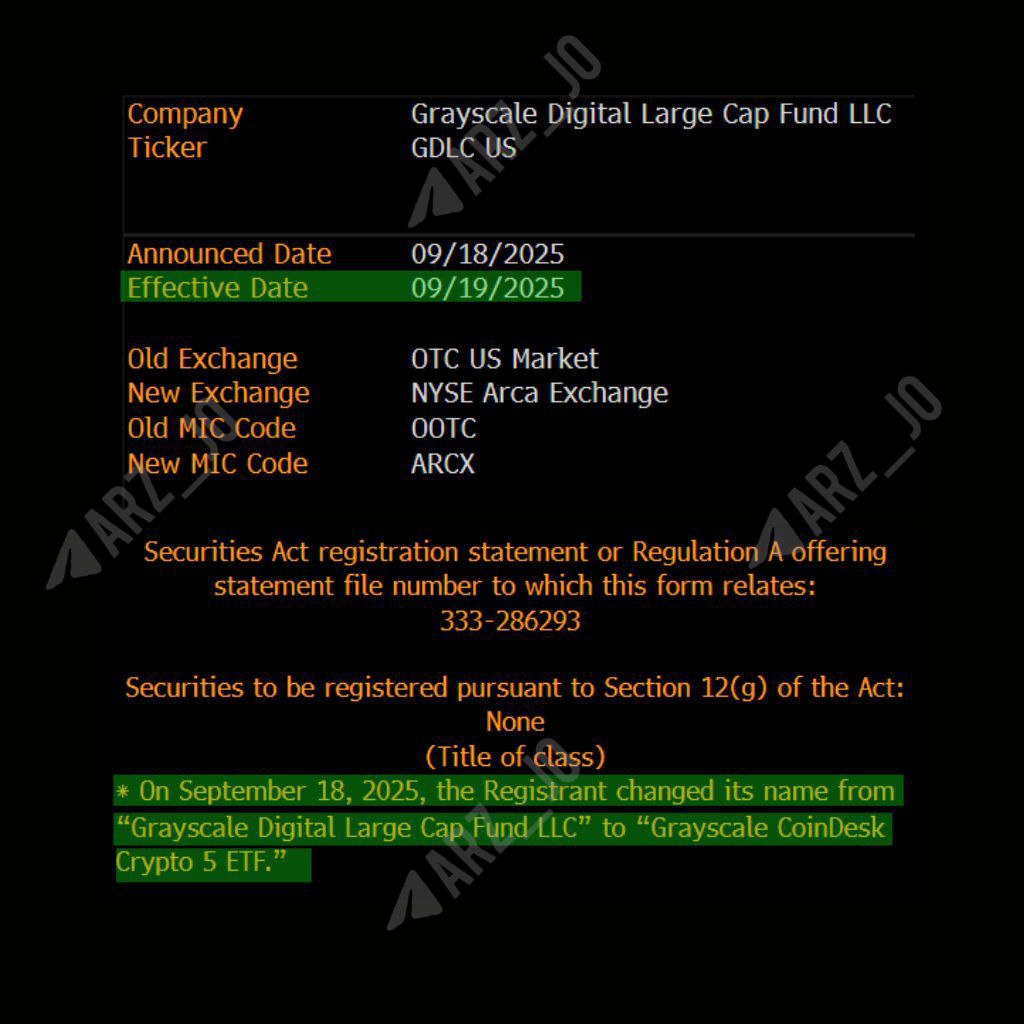 Company Grayscale Digital Large Cap Fund LLC
Ticker GDLC US
Announced Date 09/18/2025
Effective Date 09/19/2025
Old Exchange OTC US Market
New Exchange NYSE Arca Exchange
Old MIC Code OOTC
New MIC Code ARCX
Securities Act registration statement or Regulation A offering
statement file number to which this form relates:
333-286293
Securities to be registered pursuant to Section 12(g) of the Act:
None
(Title of class)
* On September 18, 2025, the Registrant changed its name from
“Grayscale Digital Large Cap Fund LLC” to “Grayscale CoinDesk
Crypto 5 ETF.”
ARZ_JO
ARZ_JO
ARZ_JO
ARZ_JO